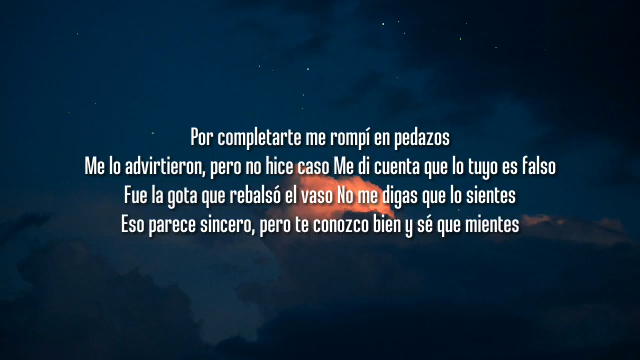 Por completarte me rompí en pedazos
Me lo advirtieron, pero no hice caso Me di cuenta que lo tuyo es falso
Fue la gota que rebalsó el vaso No me digas que lo sientes
Eso parece sincero, pero te conozco bien y sé que mientes